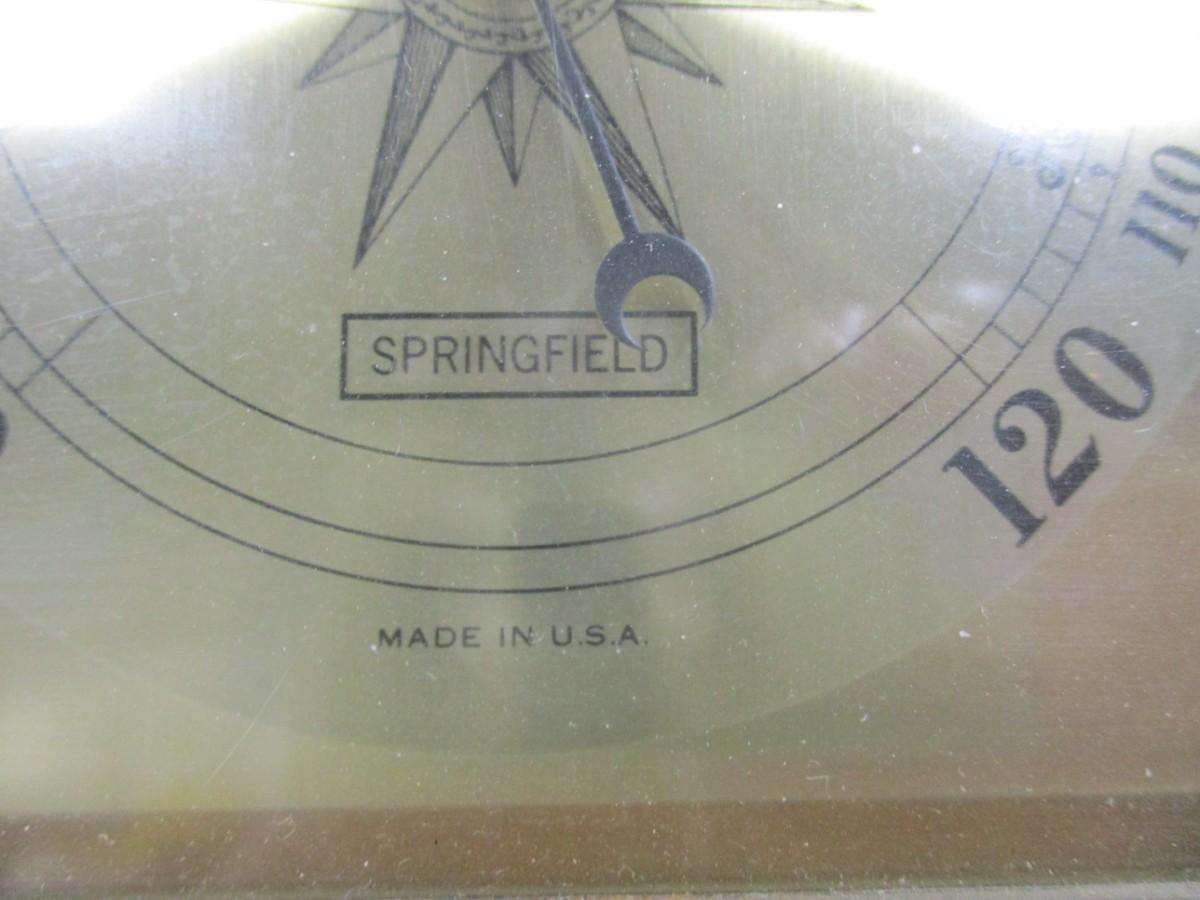 110
120
SPRINGFIELD
MADE IN U.S.A.